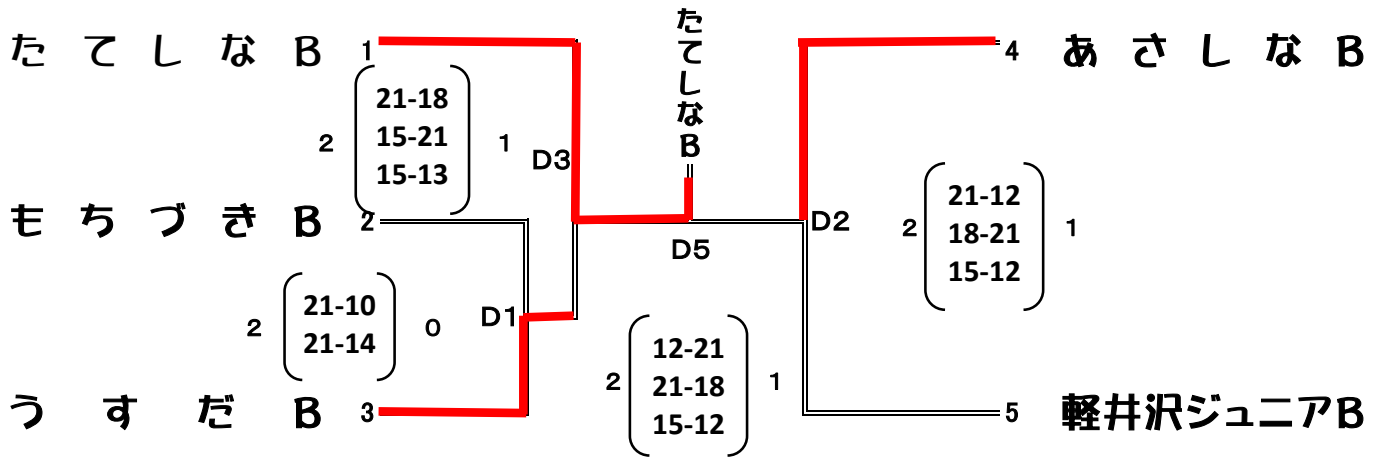 たてしなB
たてしなB 1
4 あさしなB
21-18
2 15-21 1
15-13
D3
もちづきB 2
D2
21-12
2 18-21 1
15-12
D5
21-10
2 21-14 0
D1
12-21
2 21-18 1
15-12
うすだB 3
5 軽井沢ジュニアB